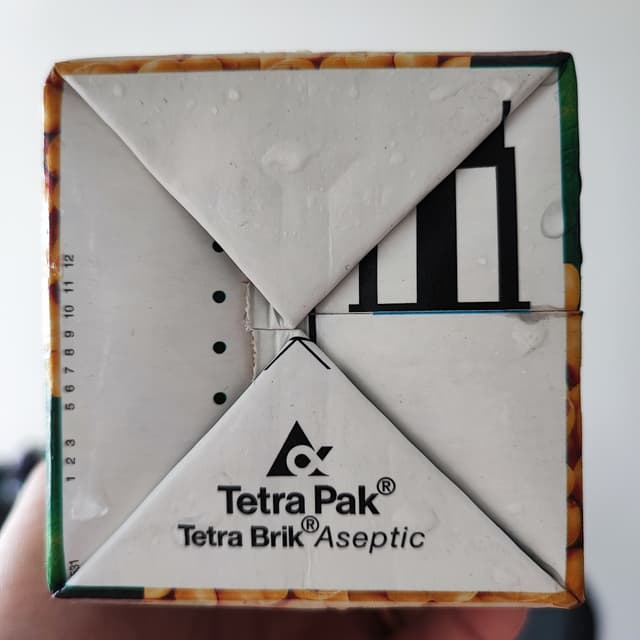 Tetra Pak®
Tetra Brik® Aseptic
1 2 3 5 6 7 8 9 10 11 12